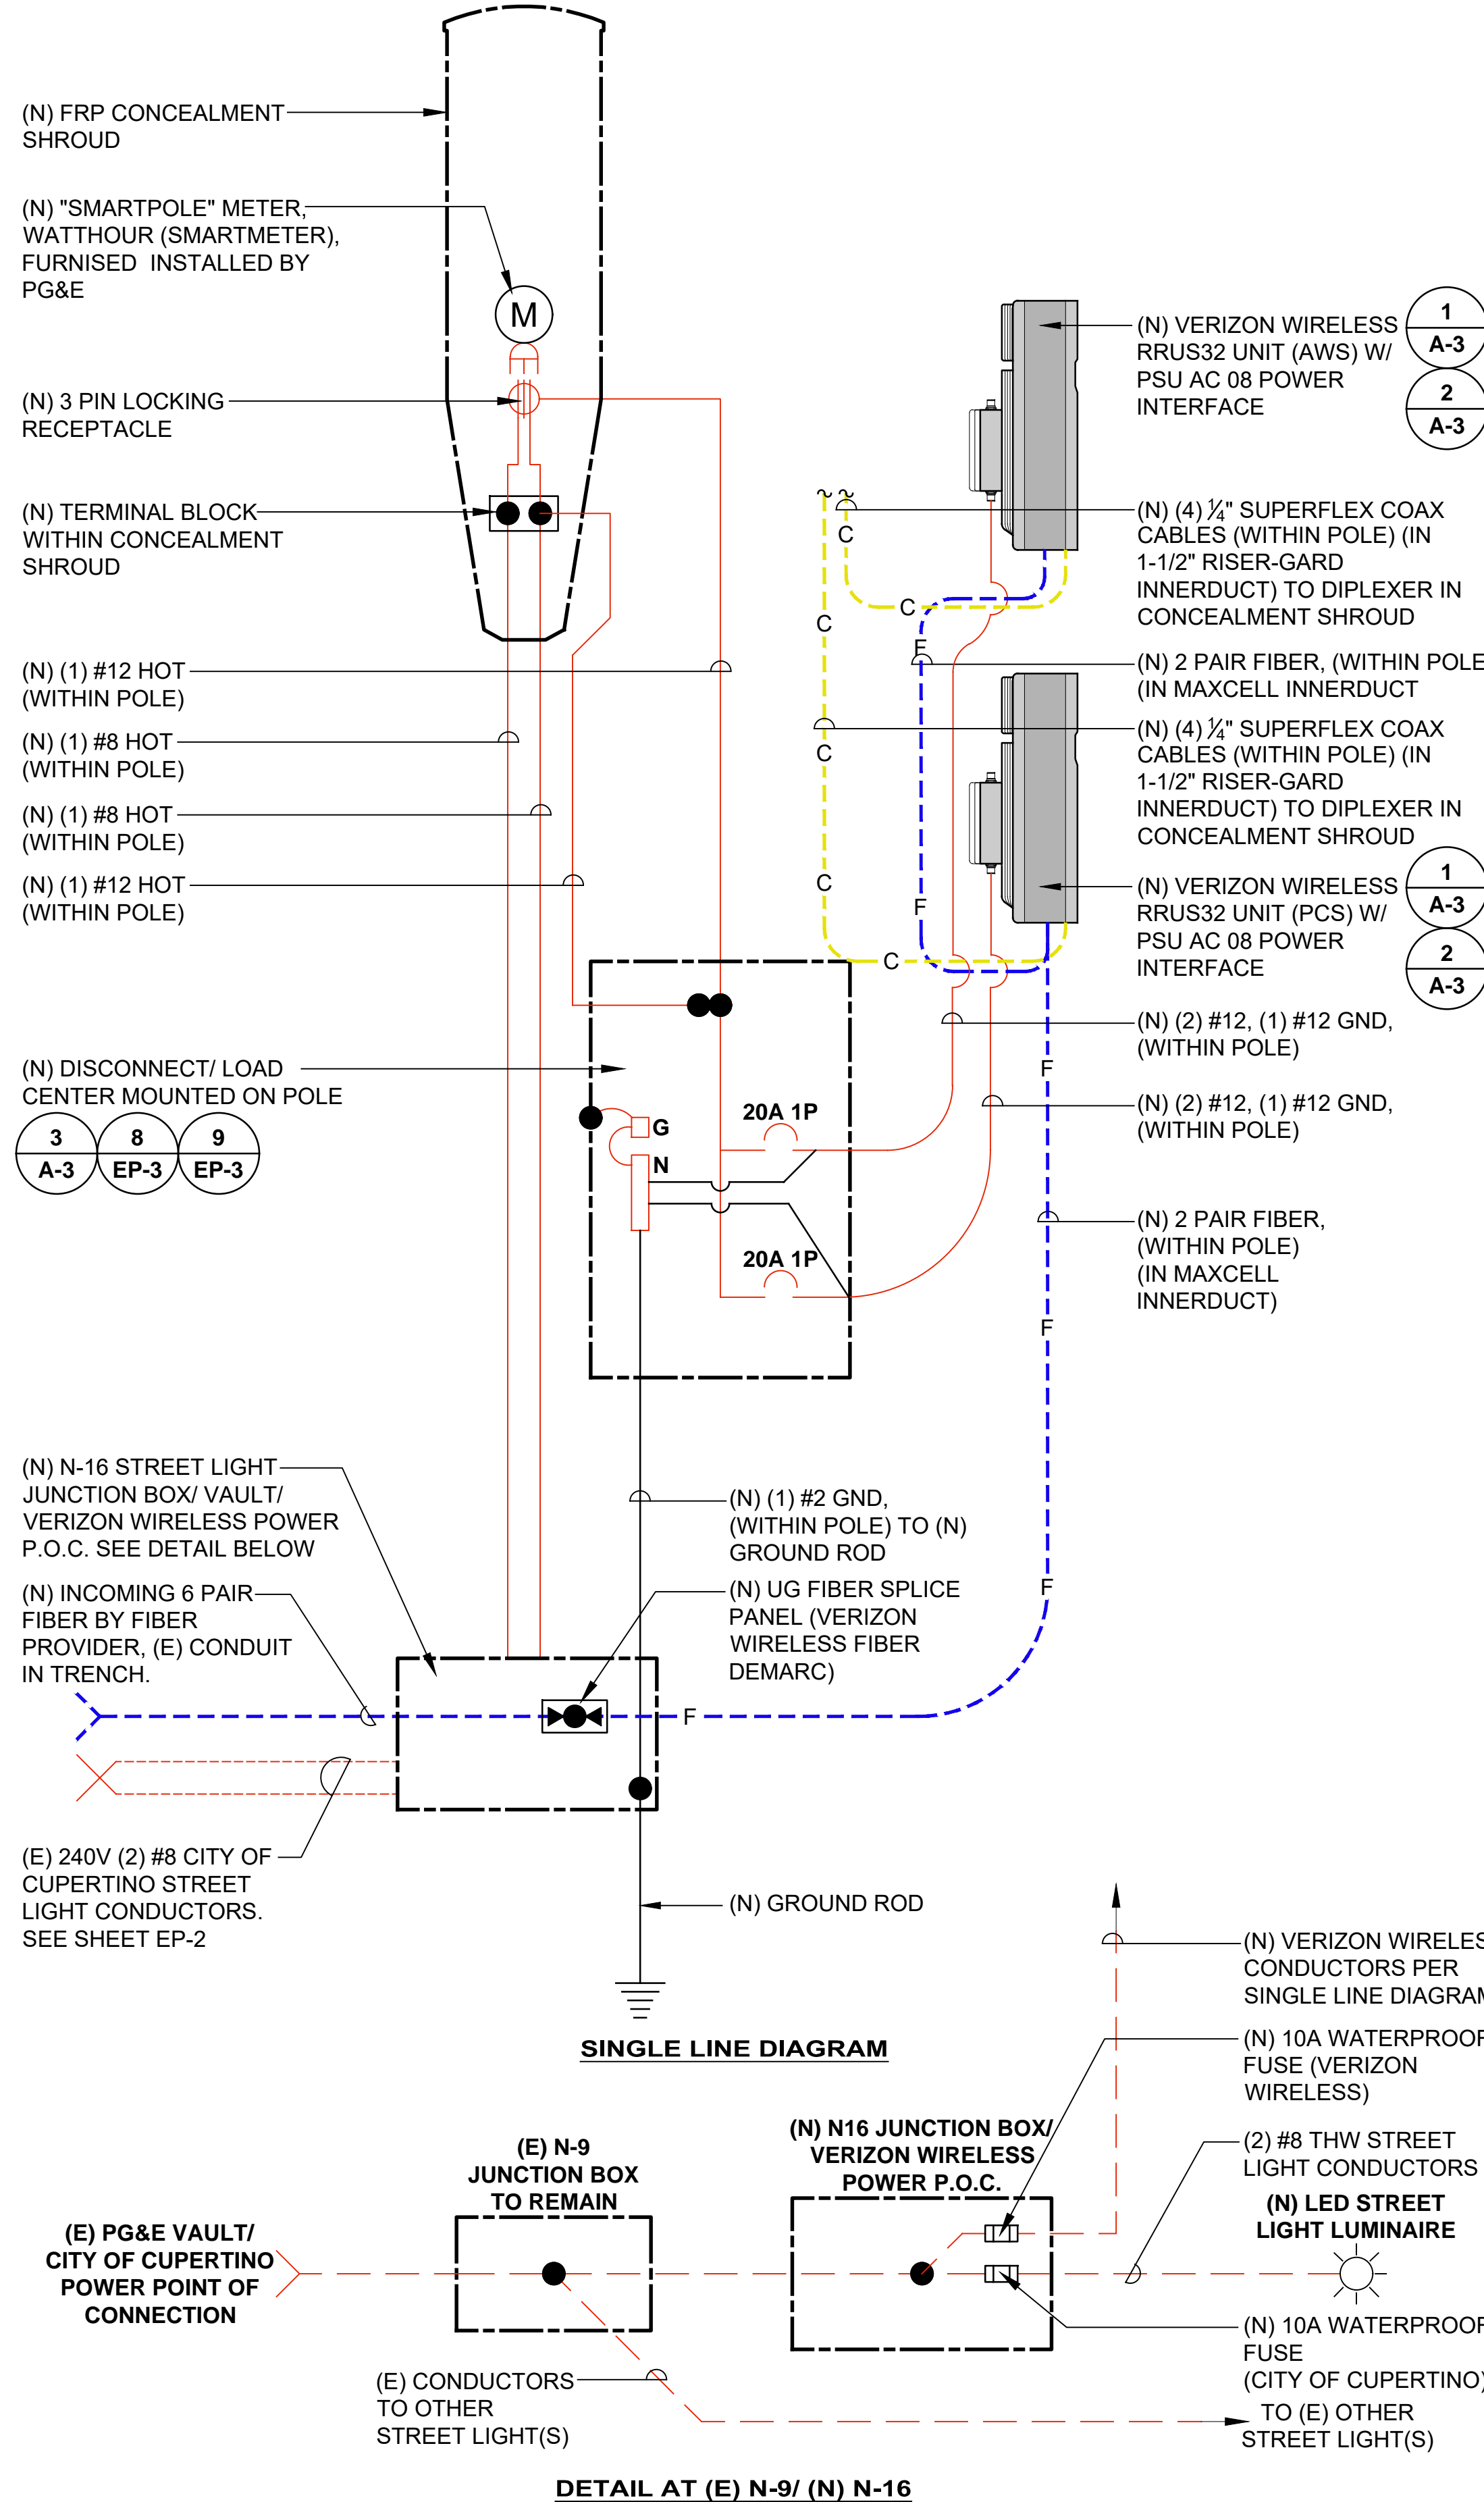 (N) FRP CONCEALMENT
SHROUD
(N) "SMARTPOLE" METER,
WATTHOUR (SMARTMETER),
FURNISED INSTALLED BY
PG&E
M
(N) 3 PIN LOCKING
RECEPTACLE
(N) TERMINAL BLOCK
WITHIN CONCEALMENT
SHROUD
(N) (1) #12 HOT
(WITHIN POLE)
(N) (1) #8 HOT
(WITHIN POLE)
(N) (1) #8 HOT
(WITHIN POLE)
(N) (1) #12 HOT
(WITHIN POLE)
(N) DISCONNECT/ LOAD
CENTER MOUNTED ON POLE
3
A-3
8
EP-3
9
EP-3
(N) VERIZON WIRELESS
RRUS32 UNIT (AWS) W/
PSU AC 08 POWER
INTERFACE
1
A-3
2
A-3
(N) (4) ¼" SUPERFLEX COAX
CABLES (WITHIN POLE) (IN
1-1/2" RISER-GARD
INNERDUCT) TO DIPLEXER IN
CONCEALMENT SHROUD
(N) 2 PAIR FIBER, (WITHIN POLE
(IN MAXCELL INNERDUCT
(N) (4) ¼" SUPERFLEX COAX
CABLES (WITHIN POLE) (IN
1-1/2" RISER-GARD
INNERDUCT) TO DIPLEXER IN
CONCEALMENT SHROUD
(N) VERIZON WIRELESS
RRUS32 UNIT (PCS) W/
PSU AC 08 POWER
INTERFACE
1
A-3
2
A-3
(N) (2) #12, (1) #12 GND,
(WITHIN POLE)
(N) (2) #12, (1) #12 GND,
(WITHIN POLE)
(N) 2 PAIR FIBER,
(WITHIN POLE)
(IN MAXCELL
INNERDUCT)
C
C
C
F
C
C
F
C
F
F
F
F
20A 1P
G
N
20A 1P
(N) N-16 STREET LIGHT
JUNCTION BOX/ VAULT/
VERIZON WIRELESS POWER
P.O.C. SEE DETAIL BELOW
(N) INCOMING 6 PAIR
FIBER BY FIBER
PROVIDER, (E) CONDUIT
IN TRENCH.
(E) 240V (2) #8 CITY OF
CUPERTINO STREET
LIGHT CONDUCTORS.
SEE SHEET EP-2
(N) (1) #2 GND,
(WITHIN POLE) TO (N)
GROUND ROD
(N) UG FIBER SPLICE
PANEL (VERIZON
WIRELESS FIBER
DEMARC)
(N) GROUND ROD
SINGLE LINE DIAGRAM
(N) VERIZON WIRELES
CONDUCTORS PER
SINGLE LINE DIAGRAM
(N) 10A WATERPROOF
FUSE (VERIZON
WIRELESS)
(2) #8 THW STREET
LIGHT CONDUCTORS
(N) LED STREET
LIGHT LUMINAIRE
(N) 10A WATERPROOF
FUSE
(CITY OF CUPERTINO)
TO (E) OTHER
STREET LIGHT(S)
(N) N16 JUNCTION BOX/
VERIZON WIRELESS
POWER P.O.C.
(E) N-9
JUNCTION BOX
TO REMAIN
(E) PG&E VAULT/
CITY OF CUPERTINO
POWER POINT OF
CONNECTION
(E) CONDUCTORS
TO OTHER
STREET LIGHT(S)
DETAIL AT (E) N-9/ (N) N-16